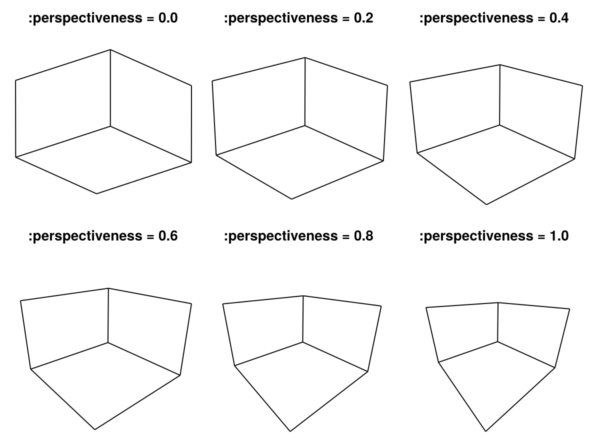 :perspectiveness = 0.0
:perspectiveness = 0.2
:perspectiveness = 0.4
:perspectiveness = 0.6
:perspectiveness = 0.8
:perspectiveness = 1.0